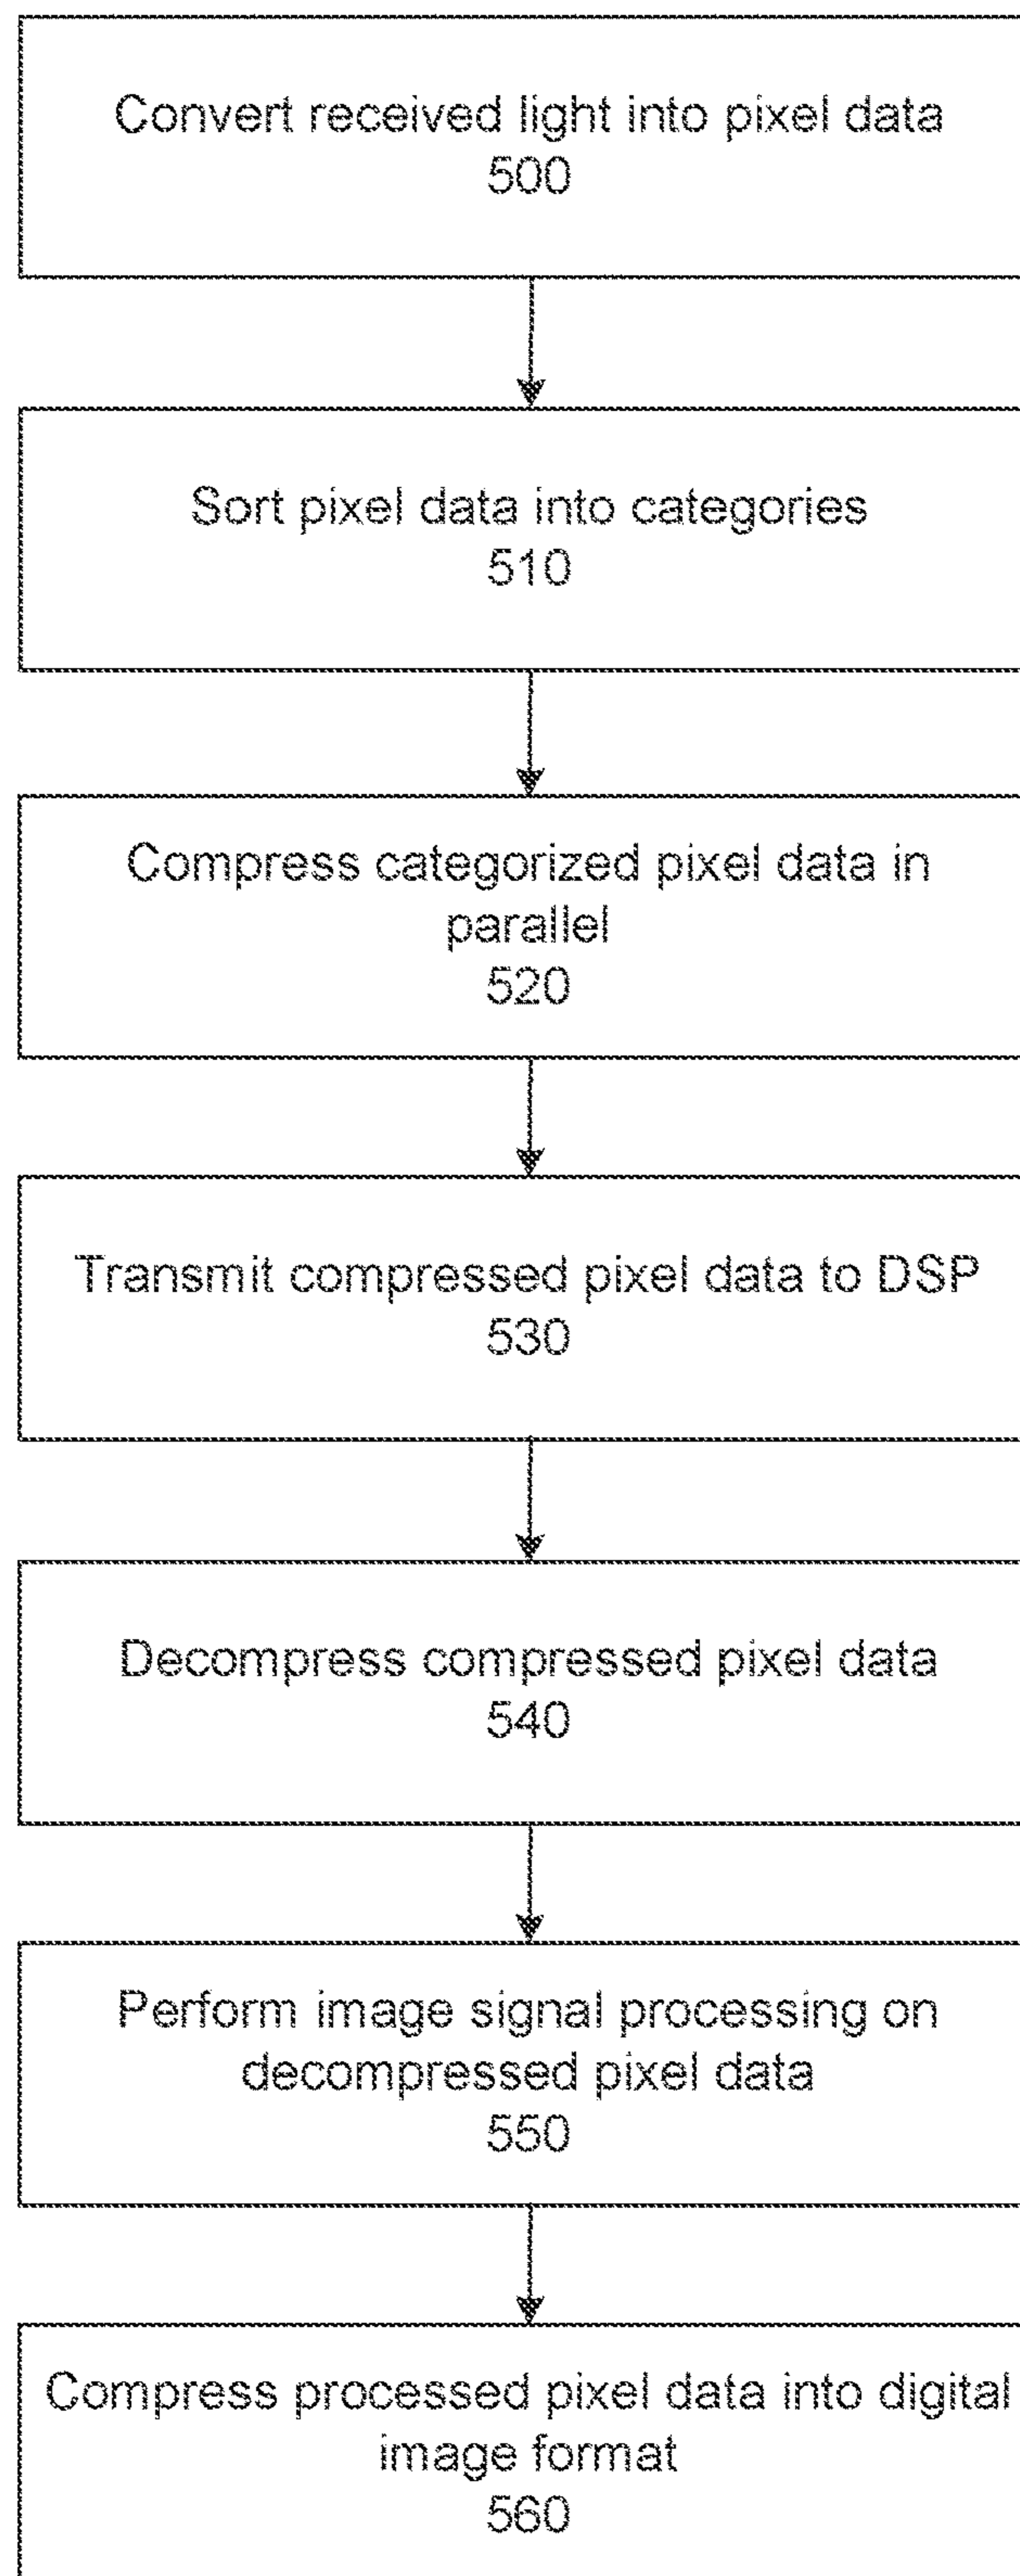 Convert received light into pixel data
500
Sort pixel data into categories
510
Compress categorized pixel data in
parallel
520
Transmit compressed pixel data to DSP
530
Decompress compressed pixel data
540
Perform image signal processing on
decompressed pixel data
550
Compress processed pixel data into digital
image format
560